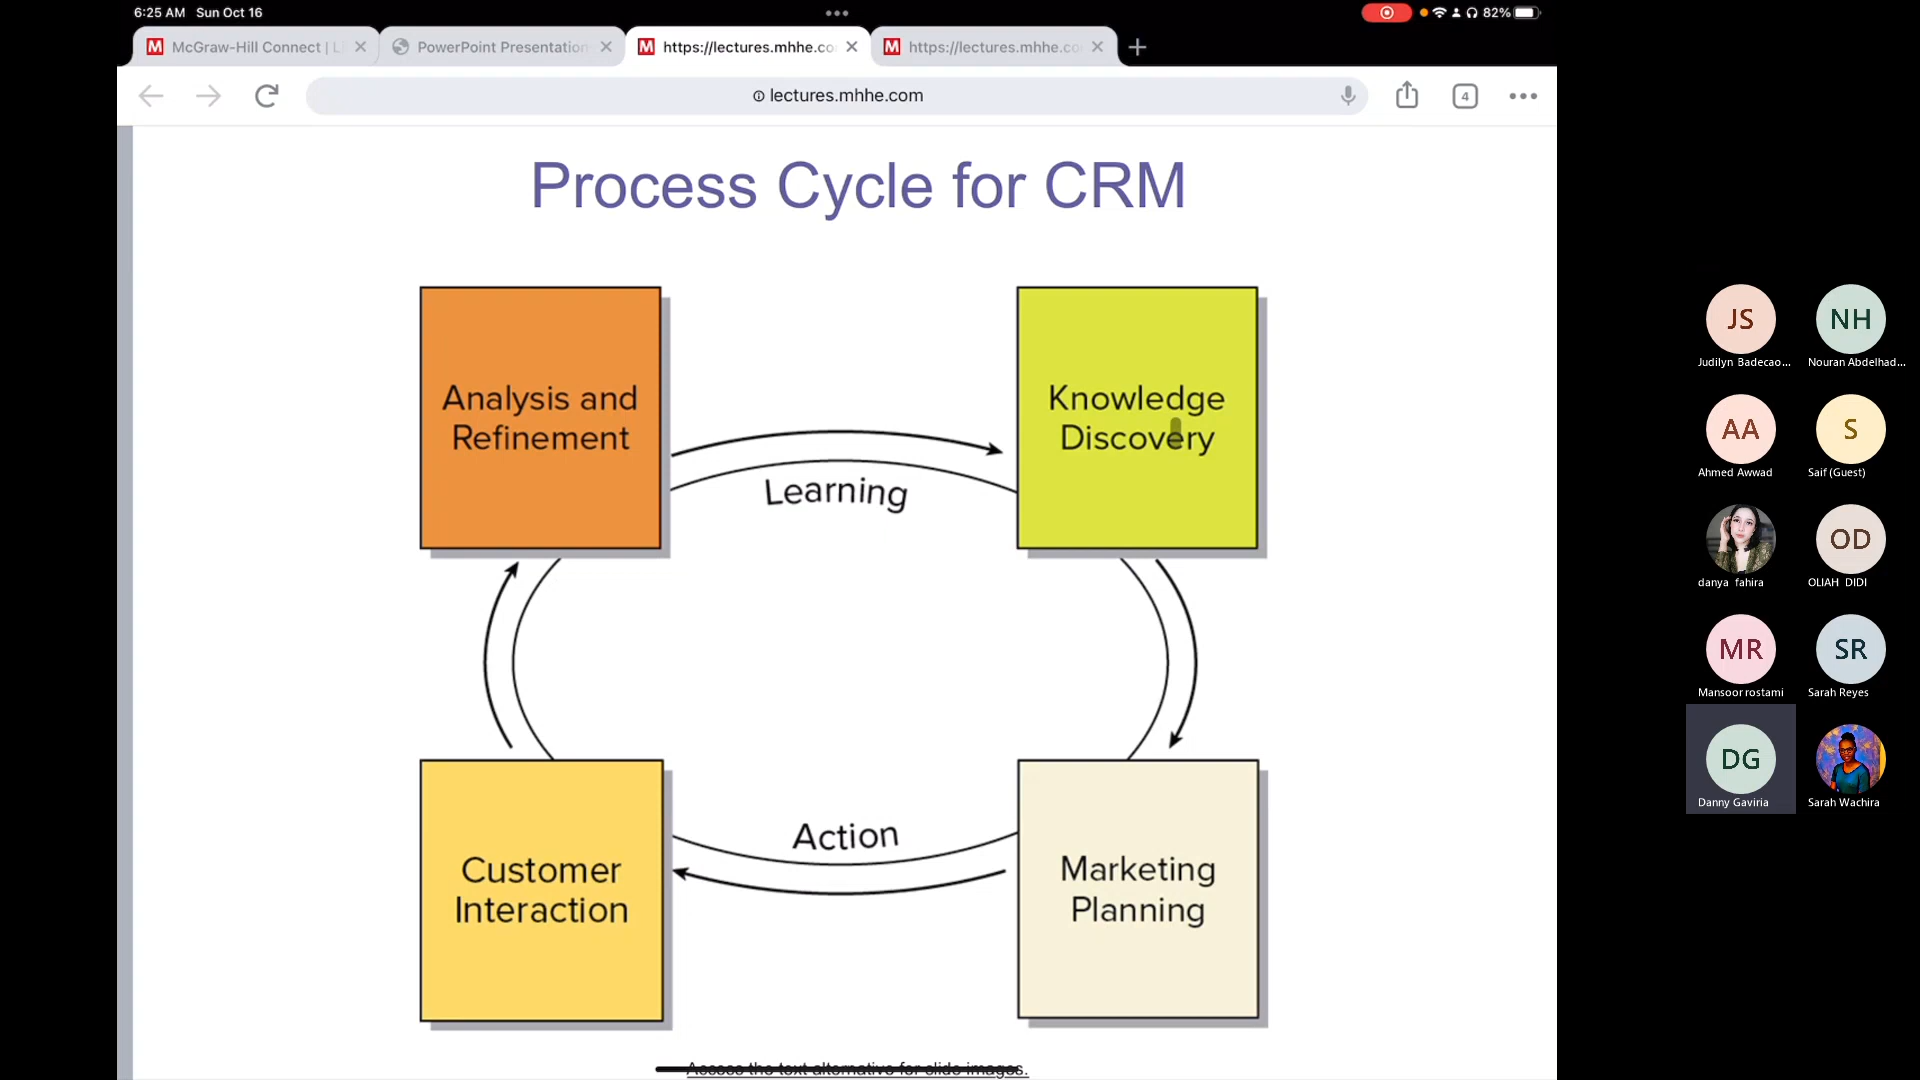 6:25 AM Sun Oct 16
82%
McGraw-Hill Connect | L
PowerPoint Presentation
https://lectures.mhhe.co
https://lectures.mhhe.co
lectures.mhhe.com
4
Process Cycle for CRM
Analysis and
Refinement
Knowledge
Discovery
Learning
Action
Customer
Interaction
Marketing
Planning
Access the text alternative for slide images.
JS
Judilyn Badecao...
NH
Nouran Abdelhad...
AA
Ahmed Awwad
S
Saif (Guest)
danya fahira
OD
OLIAH DIDI
MR
Mansoor rostami
SR
Sarah Reyes
DG
Danny Gaviria
Sarah Wachira